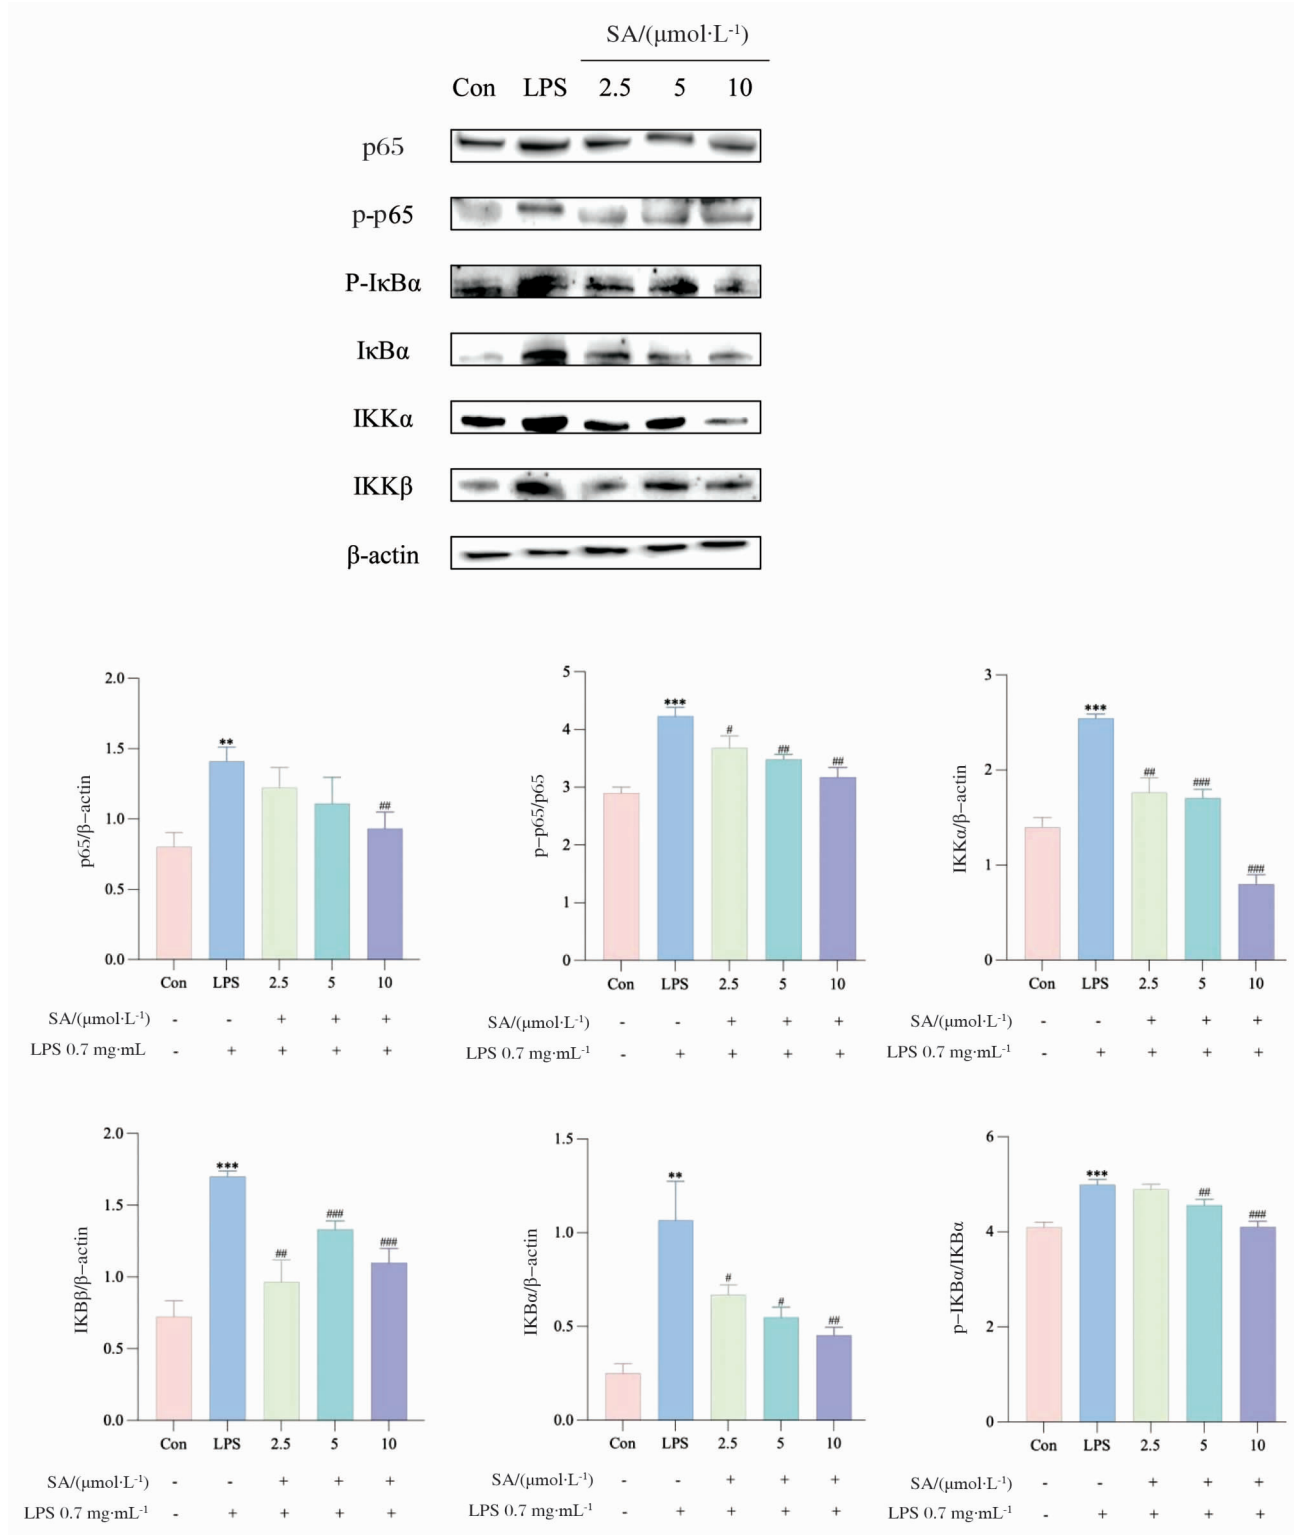 SA/(μmol·L⁻¹)
Con LPS 2.5 5 10
p65
p-p65
P-IκBα
IκBα
IKKα
IKKβ
β-actin
p65/β−actin
2.0
1.5
1.0
0.5
0.0
**
##
Con LPS 2.5 5 10
SA/(μmol·L⁻¹) - - + + +
LPS 0.7 mg·mL - + + + +
p−p65/p65
5
4
3
2
1
0
***
#
##
##
Con LPS 2.5 5 10
SA/(μmol·L⁻¹) - - + + +
LPS 0.7 mg·mL⁻¹ - + + + +
IKKα/β−actin
3
2
1
0
***
##
###
###
Con LPS 2.5 5 10
SA/(μmol·L⁻¹) - - + + +
LPS 0.7 mg·mL⁻¹ - + + + +
IKBβ/β−actin
2.0
1.5
1.0
0.5
0.0
***
##
###
###
Con LPS 2.5 5 10
SA/(μmol·L⁻¹) - - + + +
LPS 0.7 mg·mL⁻¹ - + + + +
IKBα/β−actin
1.5
1.0
0.5
0.0
**
#
#
##
Con LPS 2.5 5 10
SA/(μmol·L⁻¹) - - + + +
LPS 0.7 mg·mL⁻¹ - + + + +
p−IKBα/IKBα
6
4
2
0
***
##
###
Con LPS 2.5 5 10
SA/(μmol·L⁻¹) - - + + +
LPS 0.7 mg·mL⁻¹ - + + + +